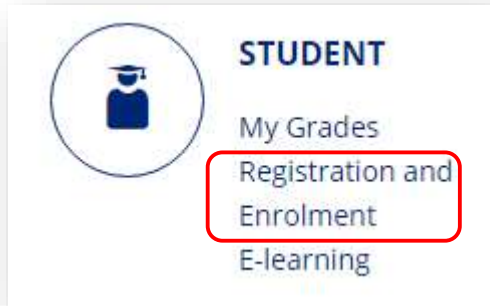 STUDENT
My Grades
Registration and
Enrolment
E-learning